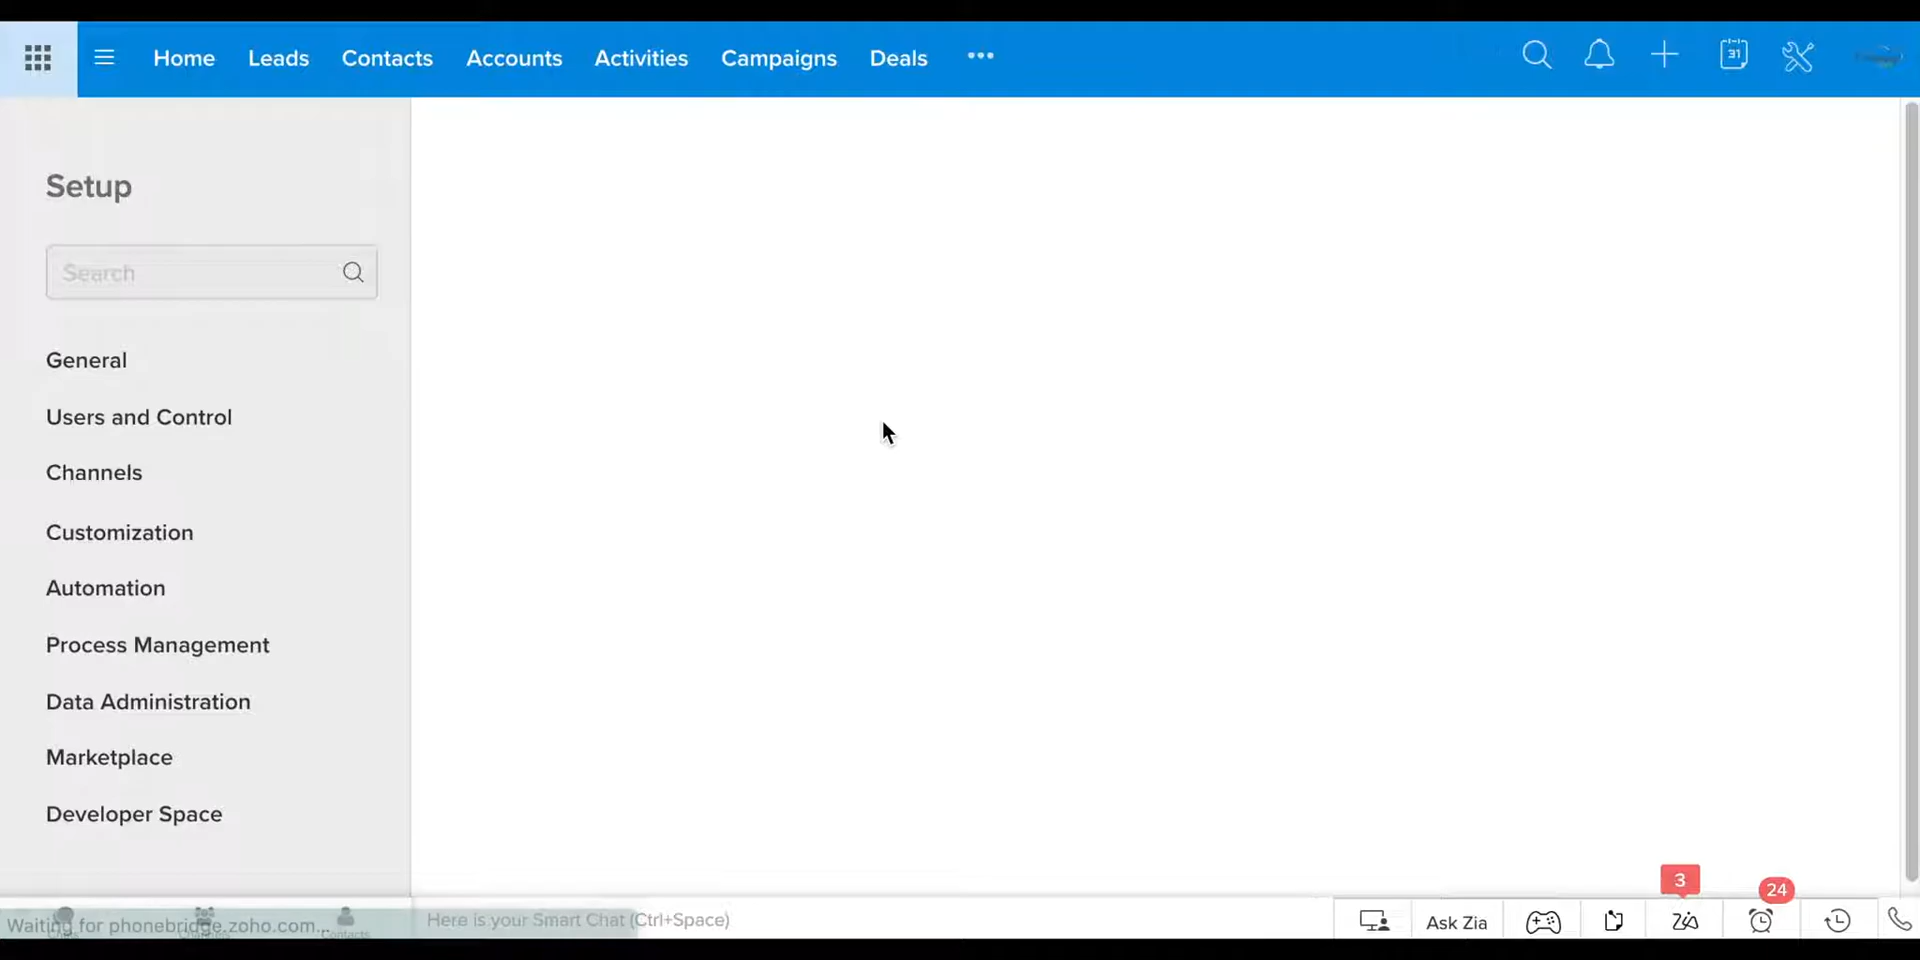 Home Leads Contacts Accounts Activities Campaigns Deals ••• 31
Setup
Search
General
Users and Control
Channels
Customization
Automation
Process Management
Data Administration
Marketplace
Developer Space
3
24
Waiting for phonebridge.zoho.com...
Contacts
Here is your Smart Chat (Ctrl+Space)
Ask Zia